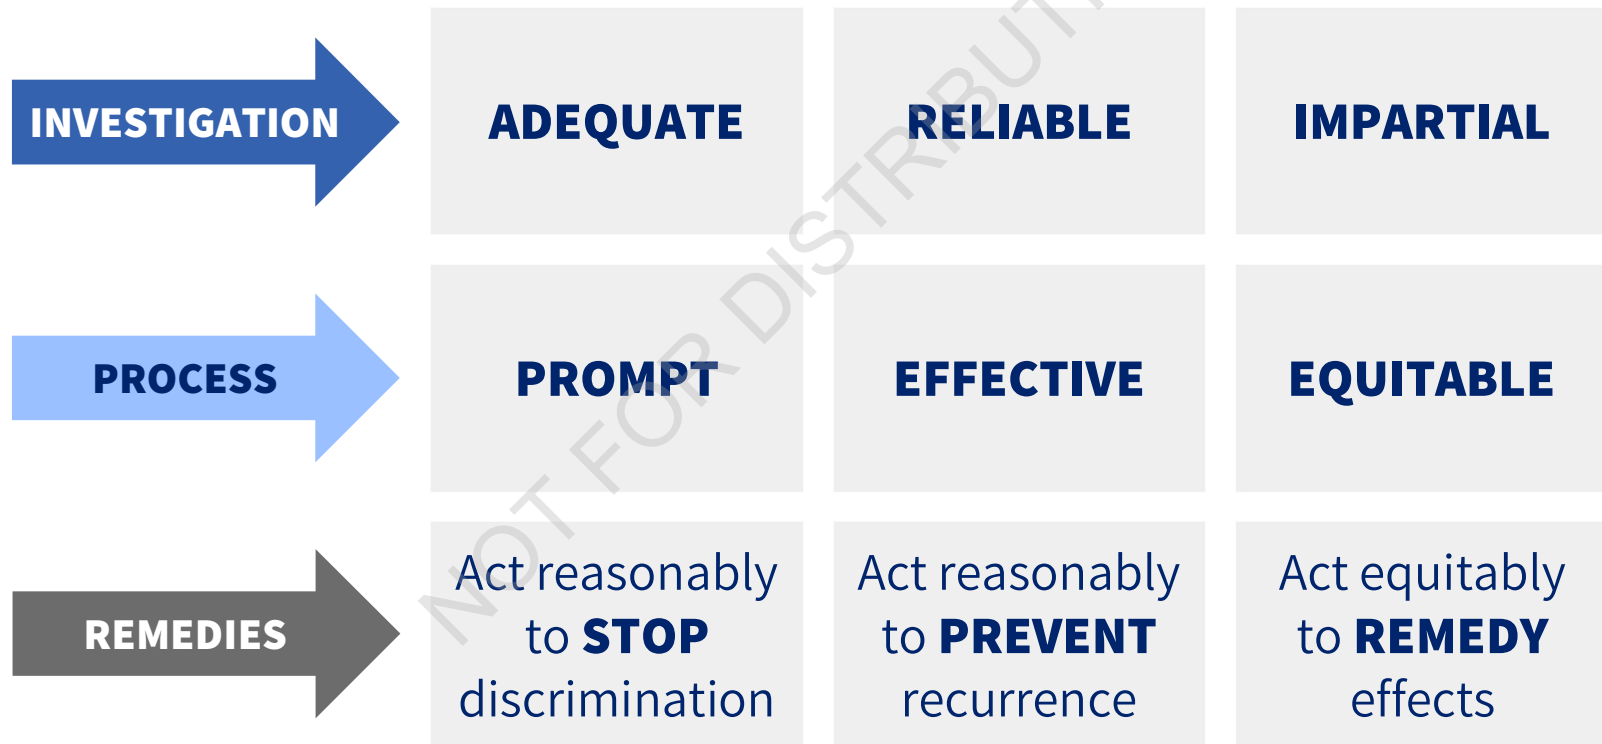 INVESTIGATION
ADEQUATE
RELIABLE
IMPARTIAL
PROCESS
PROMPT
EFFECTIVE
EQUITABLE
REMEDIES
Act reasonably
to STOP
discrimination
Act reasonably
to PREVENT
recurrence
Act equitably
to REMEDY
effects
NOT FOR DISTRIBUT